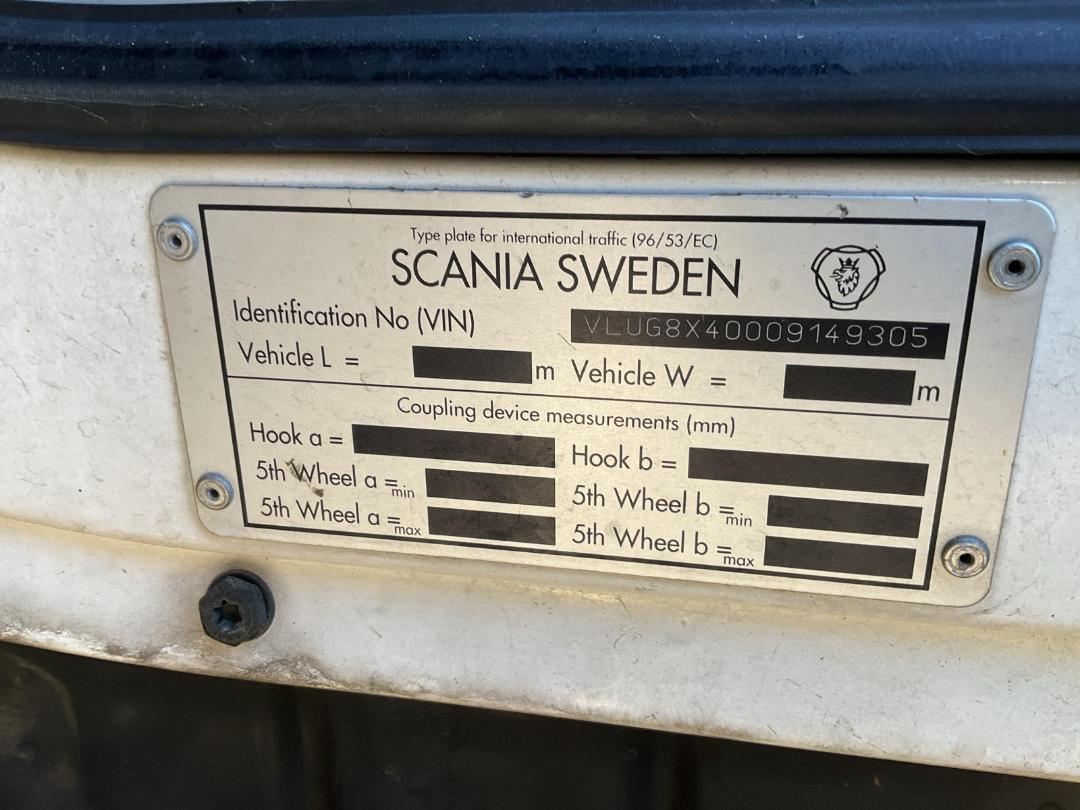 Type plate for international traffic (96/53/EC)
SCANIA SWEDEN
Identification No (VIN) VLUG8X40009149305
Vehicle L = m Vehicle W = m
Coupling device measurements (mm)
Hook a = Hook b =
5th Wheel a =min 5th Wheel b =min
5th Wheel a =max 5th Wheel b =max